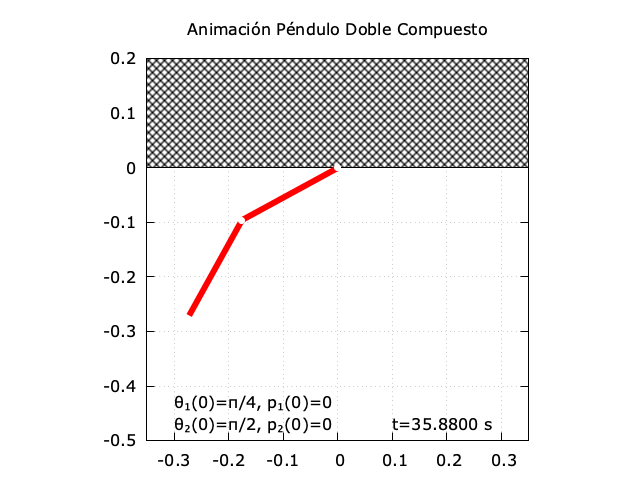 Animación Péndulo Doble Compuesto
0.2
0.1
0
-0.1
-0.2
-0.3
-0.4
-0.5
θ₁(0)=π/4, p₁(0)=0
θ₂(0)=π/2, p₂(0)=0 t=35.8800 s
-0.3 -0.2 -0.1 0 0.1 0.2 0.3